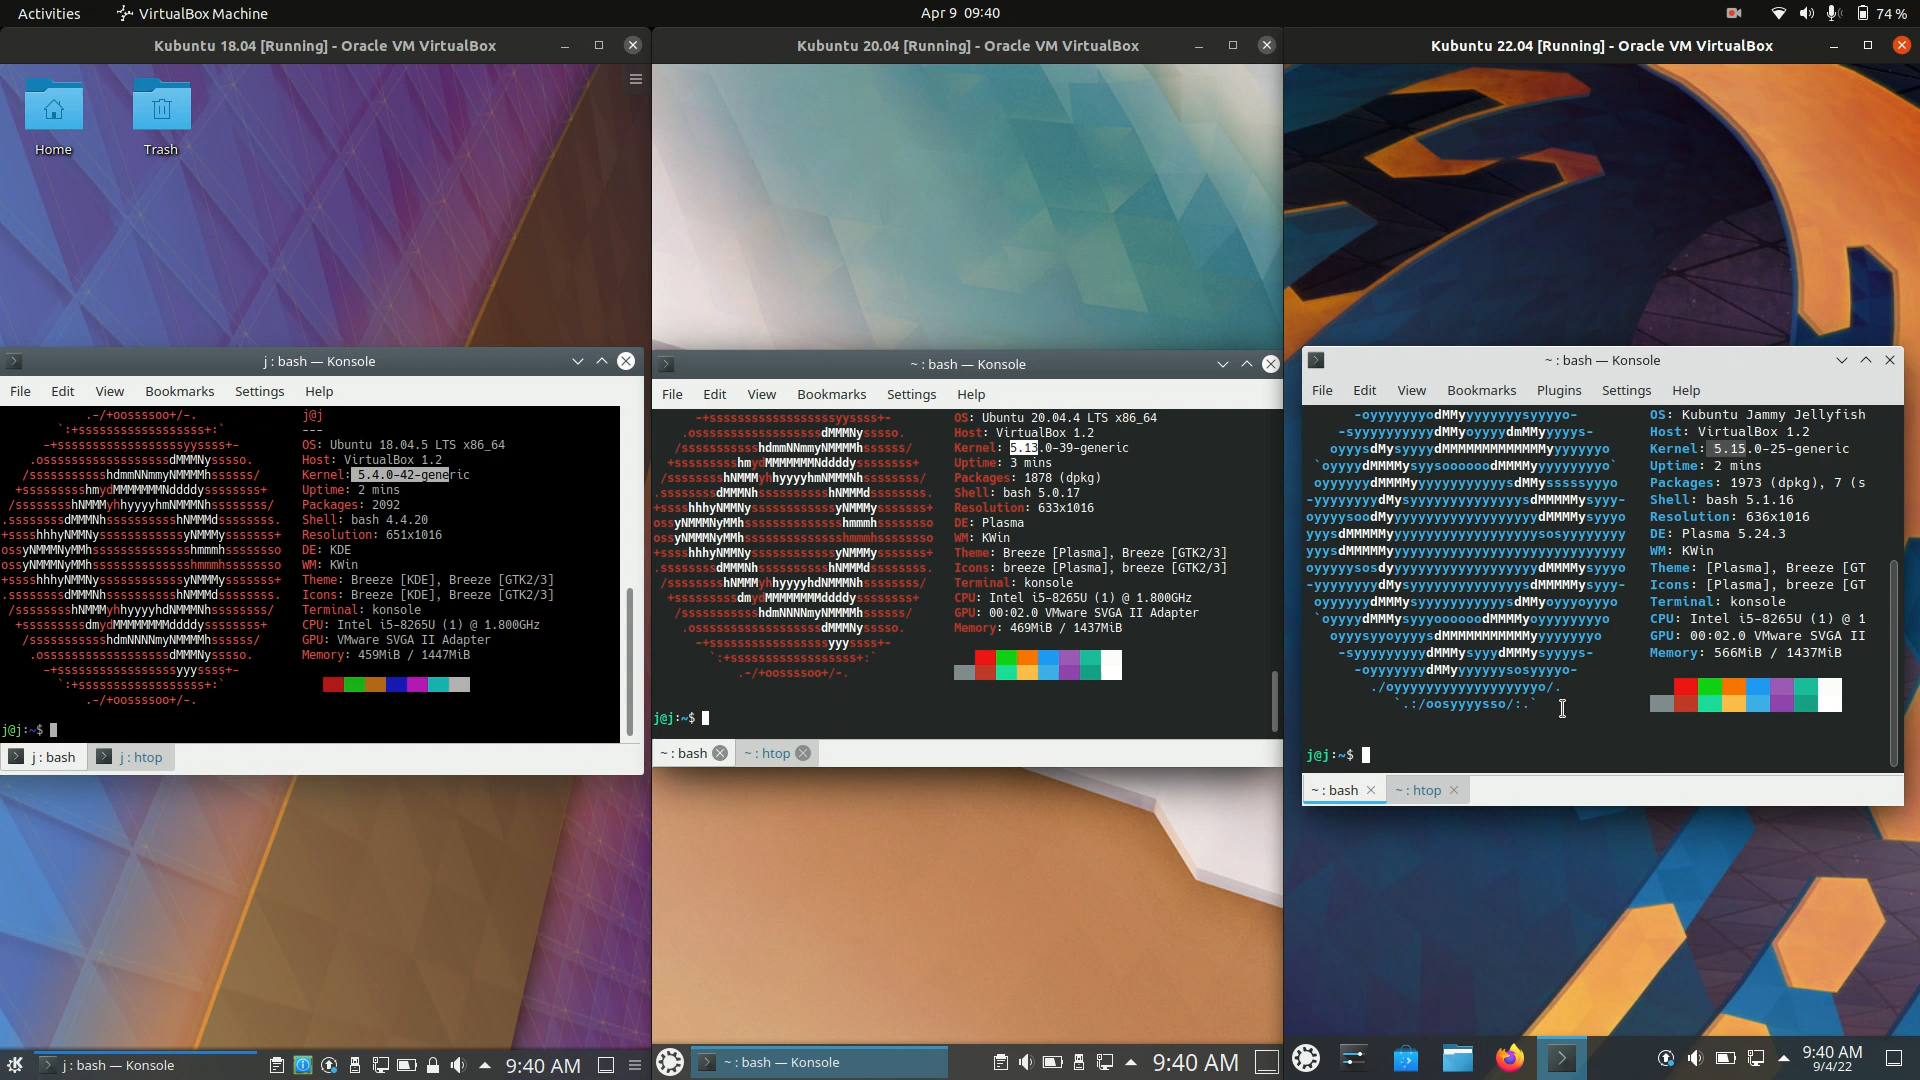 Activities VirtualBox Machine Apr 9 09:40 74 %
Kubuntu 18.04 [Running] - Oracle VM VirtualBox
Home Trash
j : bash — Konsole
File Edit View Bookmarks Settings Help
j@j
---
OS: Ubuntu 18.04.5 LTS x86_64
Host: VirtualBox 1.2
Kernel: 5.4.0-42-generic
Uptime: 2 mins
Packages: 2092
Shell: bash 4.4.20
Resolution: 651x1016
DE: KDE
WM: KWin
Theme: Breeze [KDE], Breeze [GTK2/3]
Icons: Breeze [KDE], Breeze [GTK2/3]
Terminal: konsole
CPU: Intel i5-8265U (1) @ 1.800GHz
GPU: VMware SVGA II Adapter
Memory: 459MiB / 1447MiB
j@j:~$
j : bash j : htop
j : bash — Konsole 9:40 AM
Kubuntu 20.04 [Running] - Oracle VM VirtualBox
~ : bash — Konsole
File Edit View Bookmarks Settings Help
OS: Ubuntu 20.04.4 LTS x86_64
Host: VirtualBox 1.2
Kernel: 5.13.0-39-generic
Uptime: 3 mins
Packages: 1878 (dpkg)
Shell: bash 5.0.17
Resolution: 633x1016
DE: Plasma
WM: KWin
Theme: Breeze [Plasma], Breeze [GTK2/3]
Icons: breeze [Plasma], Breeze [GTK2/3]
Terminal: konsole
CPU: Intel i5-8265U (1) @ 1.800GHz
GPU: 00:02.0 VMware SVGA II Adapter
Memory: 469MiB / 1437MiB
j@j:~$
~ : bash ~ : htop
~ : bash — Konsole 9:40 AM
Kubuntu 22.04 [Running] - Oracle VM VirtualBox
~ : bash — Konsole
File Edit View Bookmarks Plugins Settings Help
OS: Kubuntu Jammy Jellyfish
Host: VirtualBox 1.2
Kernel: 5.15.0-25-generic
Uptime: 2 mins
Packages: 1973 (dpkg), 7 (s
Shell: bash 5.1.16
Resolution: 636x1016
DE: Plasma 5.24.3
WM: KWin
Theme: [Plasma], Breeze [GT
Icons: [Plasma], breeze [GT
Terminal: konsole
CPU: Intel i5-8265U (1) @ 1
GPU: 00:02.0 VMware SVGA II
Memory: 566MiB / 1437MiB
j@j:~$
~ : bash ~ : htop
9:40 AM
9/4/22